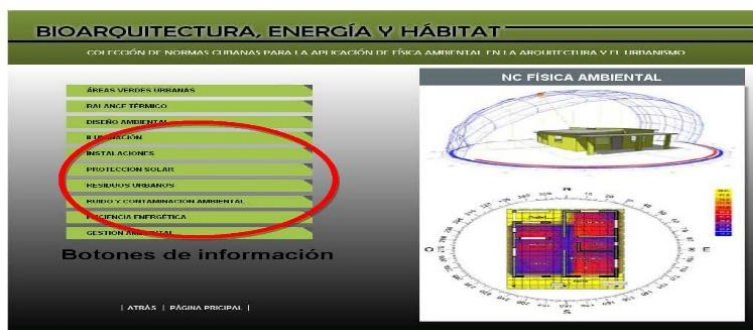 BIOARQUITECTURA, ENERGÍA Y HÁBITAT
COLECCIÓN DE NORMAS CUBANAS PARA LA APLICACIÓN DE FÍSICA AMBIENTAL EN LA ARQUITECTURA Y EL URBANISMO
ÁREAS VERDES URBANAS
BALANCE TÉRMICO
DISEÑO AMBIENTAL
ILUMINACIÓN
INSTALACIONES
PROTECCIÓN SOLAR
RESIDUOS URBANOS
RUIDO Y CONTAMINACIÓN AMBIENTAL
EFICIENCIA ENERGÉTICA
GESTIÓN AMBIENTAL
Botones de información
| ATRÁS | PÁGINA PRICIPAL |
NC FÍSICA AMBIENTAL
N
O
E
S